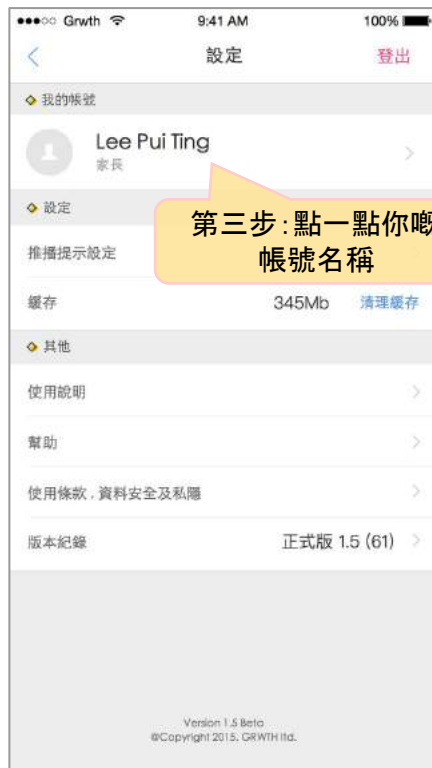 ●●●○○ Grwth 9:41 AM 100%
設定 登出
我的帳號
Lee Pui Ting
家長
設定
第三步:點一點你嘅
帳號名稱
推播提示設定
緩存 345Mb 清理緩存
其他
使用說明
幫助
使用條款，資料安全及私隱
版本紀錄 正式版 1.5 (61)
Version 1.5 Beta
@Copyright 2015. GRWTH ltd.